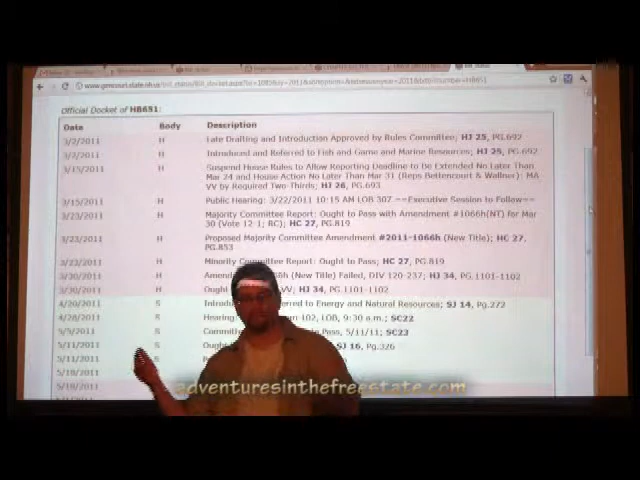 Official Docket of HB651:
Date Body Description
3/2/2011 H Late Drafting and Introduction Approved by Rules Committee; HJ 25, PG.692
3/2/2011 H Introduced and Referred to Fish and Game and Marine Resources; HJ 25, PG.692
3/15/2011 H Suspend House Rules to Allow Reporting Deadline to be Extended No Later Than
Mar 24 and House Action No Later Than Mar 31 (Reps Bettencourt & Wallner); MA
VV by Required Two-Thirds; HJ 26, PG.693
3/15/2011 H Public Hearing: 3/22/2011 10:15 AM LOB 307 ==Executive Session to Follow==
3/23/2011 H Majority Committee Report: Ought to Pass with Amendment #1066h(NT) for Mar
30 (Vote 12-1; RC); HC 27, PG.819
3/23/2011 H Proposed Majority Committee Amendment #2011-1066h (New Title); HC 27,
PG.853
3/23/2011 H Minority Committee Report: Ought to Pass; HC 27, PG.819
3/30/2011 H (New Title) Failed, DIV 120-237; HJ 34, PG.1101-1102
3/30/2011 H Ought VV; HJ 34, PG.1101-1102
4/20/2011 S to Energy and Natural Resources; SJ 14, Pg.272
4/28/2011 S Hearing: 102, LOB, 9:30 a.m.; SC22
5/5/2011 S Pass, 5/11/11; SC23
5/11/2011 S Ought SJ 16, Pg.326
5/11/2011 S
5/18/2011
5/18/2011
adventuresinthefreestate.com